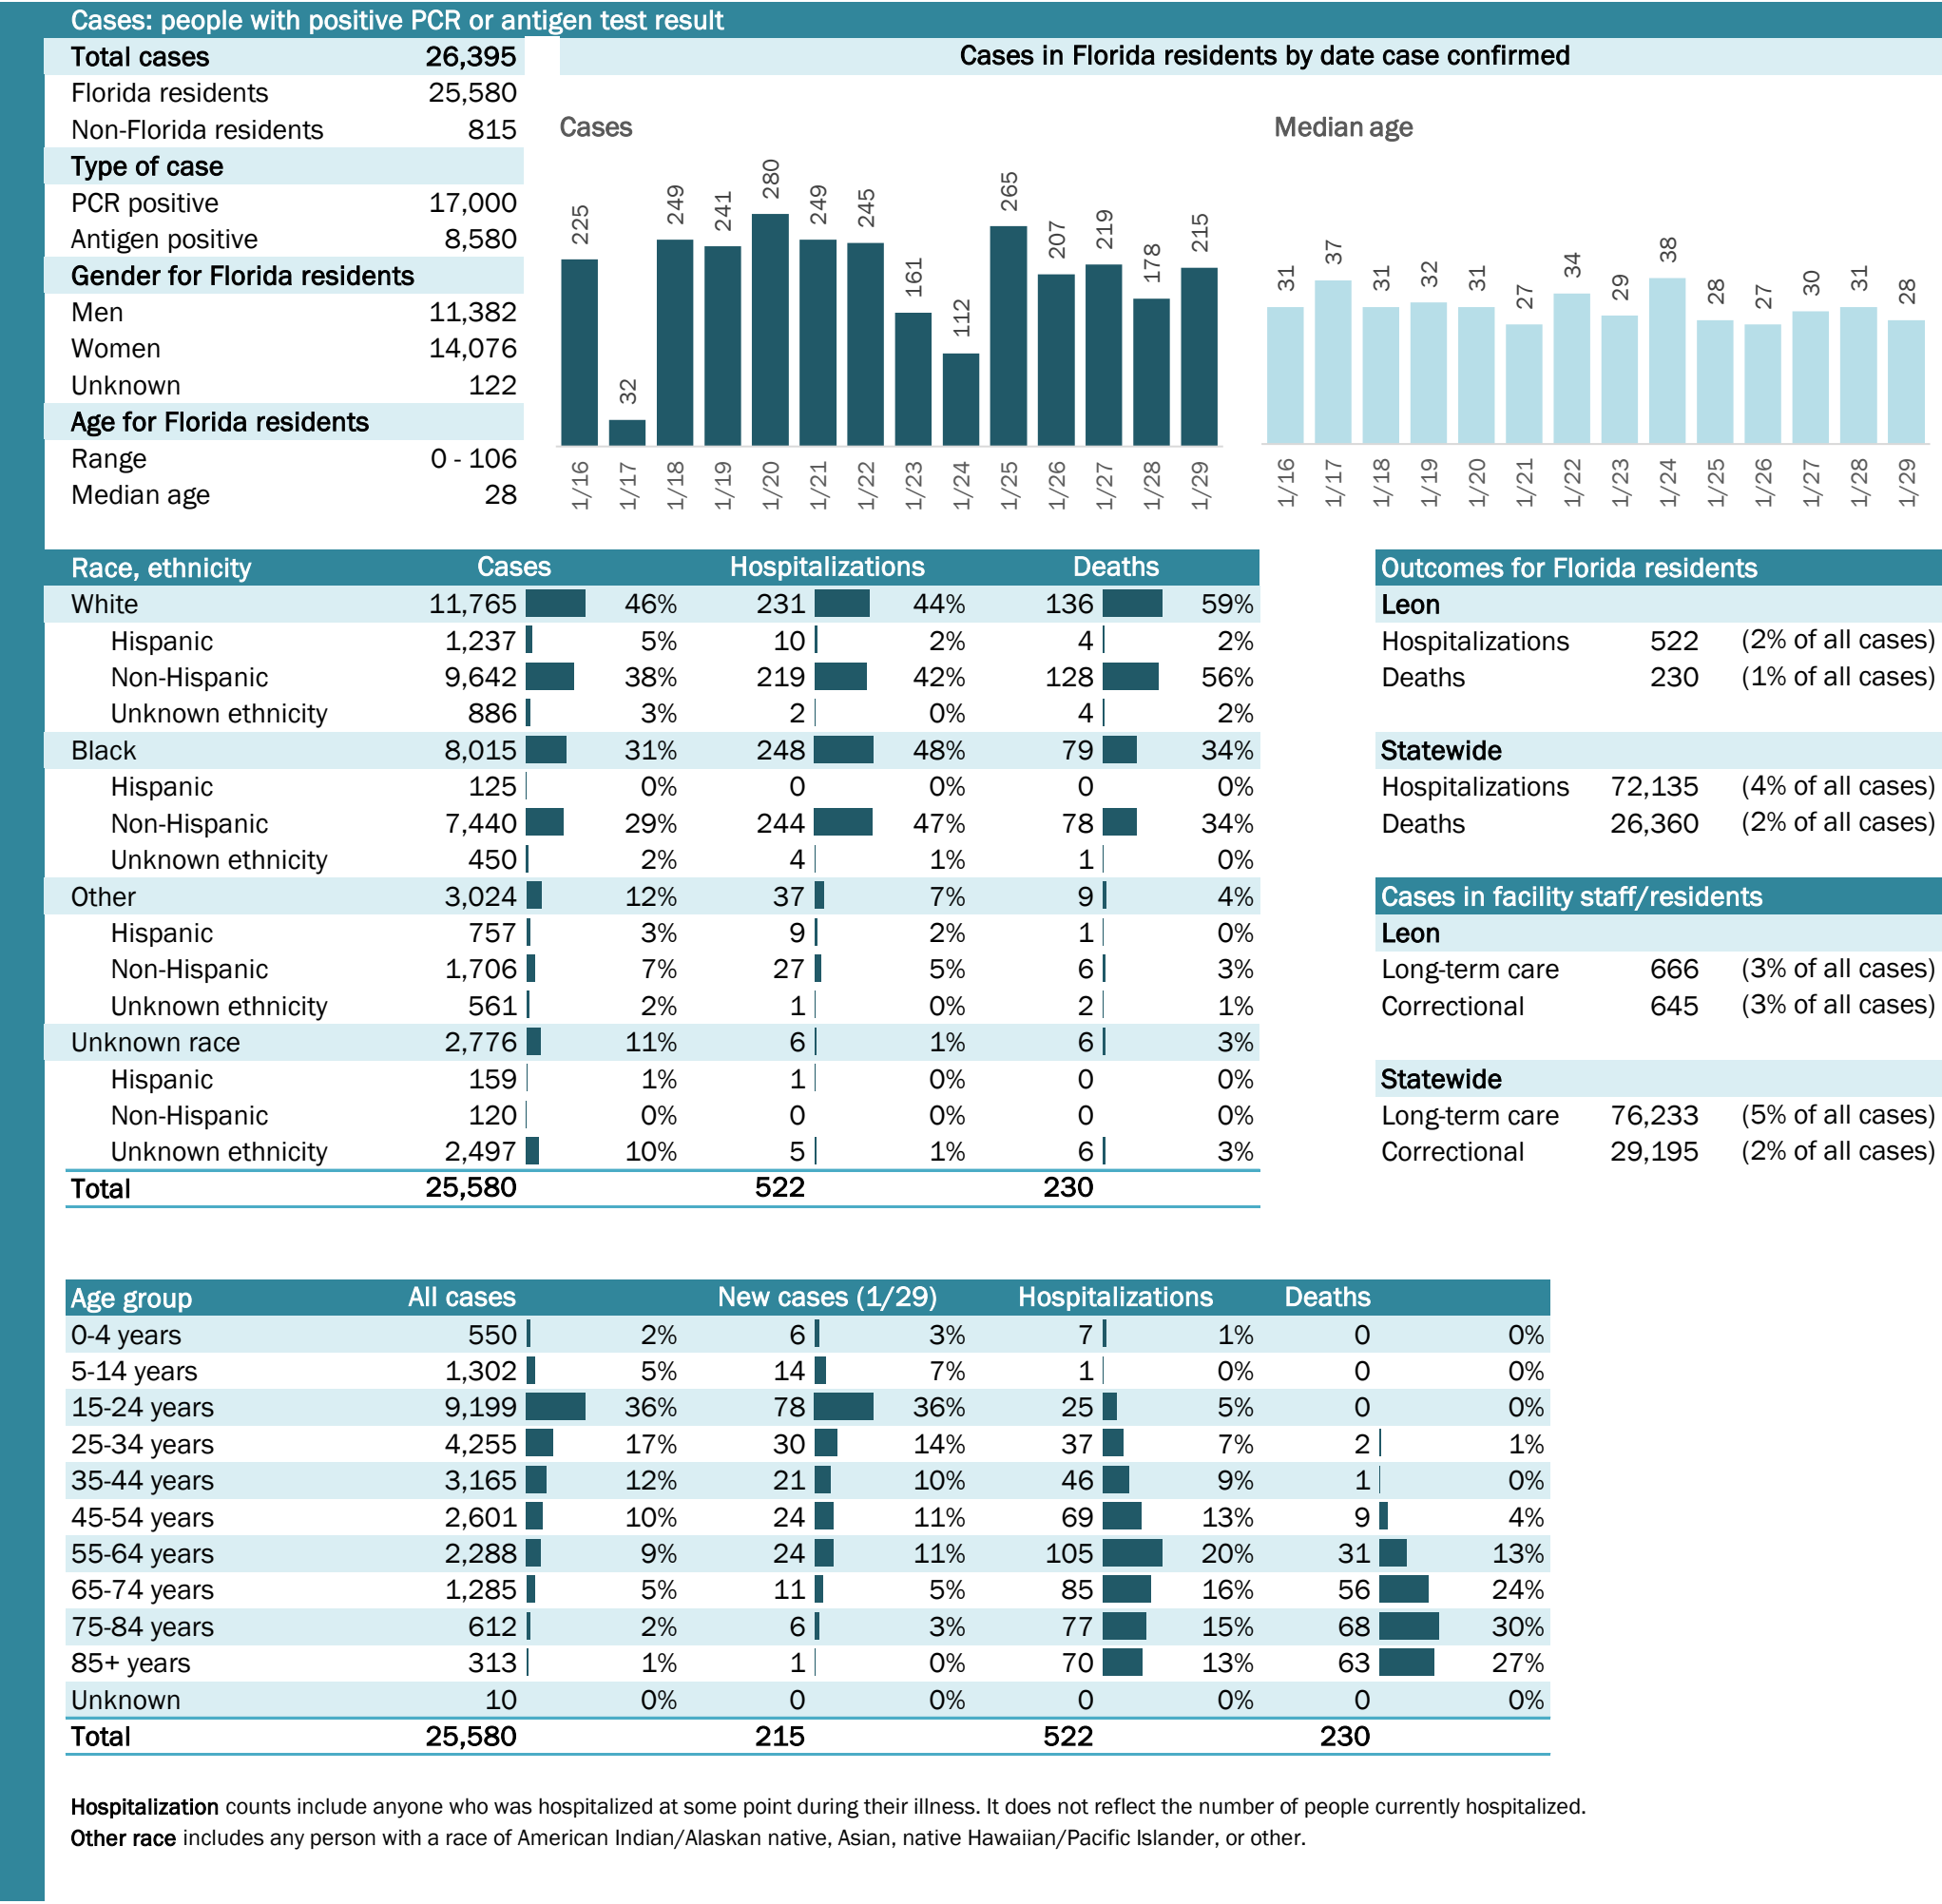 Cases: people with positive PCR or antigen test result
Total cases 26,395
Florida residents 25,580
Non-Florida residents 815
Type of case
PCR positive 17,000
Antigen positive 8,580
Gender for Florida residents
Men 11,382
Women 14,076
Unknown 122
Age for Florida residents
Range 0 - 106
Median age 28
Cases in Florida residents by date case confirmed
Cases
225 32 249 241 280 249 245 161 112 265 207 219 178 215
1/16 1/17 1/18 1/19 1/20 1/21 1/22 1/23 1/24 1/25 1/26 1/27 1/28 1/29
Median age
31 37 31 32 31 27 34 29 38 28 27 30 31 28
1/16 1/17 1/18 1/19 1/20 1/21 1/22 1/23 1/24 1/25 1/26 1/27 1/28 1/29
Race, ethnicity Cases Hospitalizations Deaths
White 11,765 46% 231 44% 136 59%
Hispanic 1,237 5% 10 2% 4 2%
Non-Hispanic 9,642 38% 219 42% 128 56%
Unknown ethnicity 886 3% 2 0% 4 2%
Black 8,015 31% 248 48% 79 34%
Hispanic 125 0% 0 0% 0 0%
Non-Hispanic 7,440 29% 244 47% 78 34%
Unknown ethnicity 450 2% 4 1% 1 0%
Other 3,024 12% 37 7% 9 4%
Hispanic 757 3% 9 2% 1 0%
Non-Hispanic 1,706 7% 27 5% 6 3%
Unknown ethnicity 561 2% 1 0% 2 1%
Unknown race 2,776 11% 6 1% 6 3%
Hispanic 159 1% 1 0% 0 0%
Non-Hispanic 120 0% 0 0% 0 0%
Unknown ethnicity 2,497 10% 5 1% 6 3%
Total 25,580 522 230
Outcomes for Florida residents
Leon
Hospitalizations 522 (2% of all cases)
Deaths 230 (1% of all cases)
Statewide
Hospitalizations 72,135 (4% of all cases)
Deaths 26,360 (2% of all cases)
Cases in facility staff/residents
Leon
Long-term care 666 (3% of all cases)
Correctional 645 (3% of all cases)
Statewide
Long-term care 76,233 (5% of all cases)
Correctional 29,195 (2% of all cases)
Age group All cases New cases (1/29) Hospitalizations Deaths
0-4 years 550 2% 6 3% 7 1% 0 0%
5-14 years 1,302 5% 14 7% 1 0% 0 0%
15-24 years 9,199 36% 78 36% 25 5% 0 0%
25-34 years 4,255 17% 30 14% 37 7% 2 1%
35-44 years 3,165 12% 21 10% 46 9% 1 0%
45-54 years 2,601 10% 24 11% 69 13% 9 4%
55-64 years 2,288 9% 24 11% 105 20% 31 13%
65-74 years 1,285 5% 11 5% 85 16% 56 24%
75-84 years 612 2% 6 3% 77 15% 68 30%
85+ years 313 1% 1 0% 70 13% 63 27%
Unknown 10 0% 0 0% 0 0% 0 0%
Total 25,580 215 522 230
Hospitalization counts include anyone who was hospitalized at some point during their illness. It does not reflect the number of people currently hospitalized.
Other race includes any person with a race of American Indian/Alaskan native, Asian, native Hawaiian/Pacific Islander, or other.